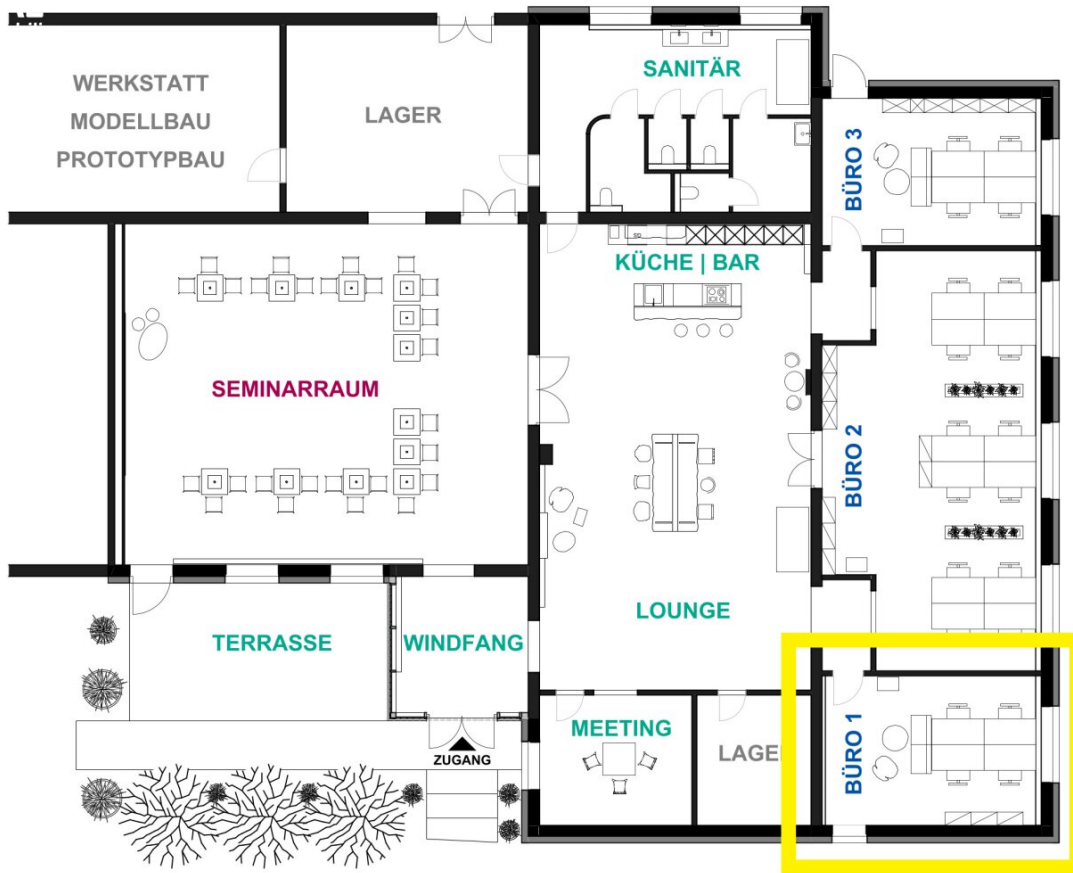 WERKSTATT
MODELLBAU
PROTOTYPBAU
LAGER
SANITÄR
BÜRO 3
KÜCHE | BAR
SEMINARRAUM
BÜRO 2
LOUNGE
TERRASSE
WINDFANG
MEETING
ZUGANG
LAGE
BÜRO 1